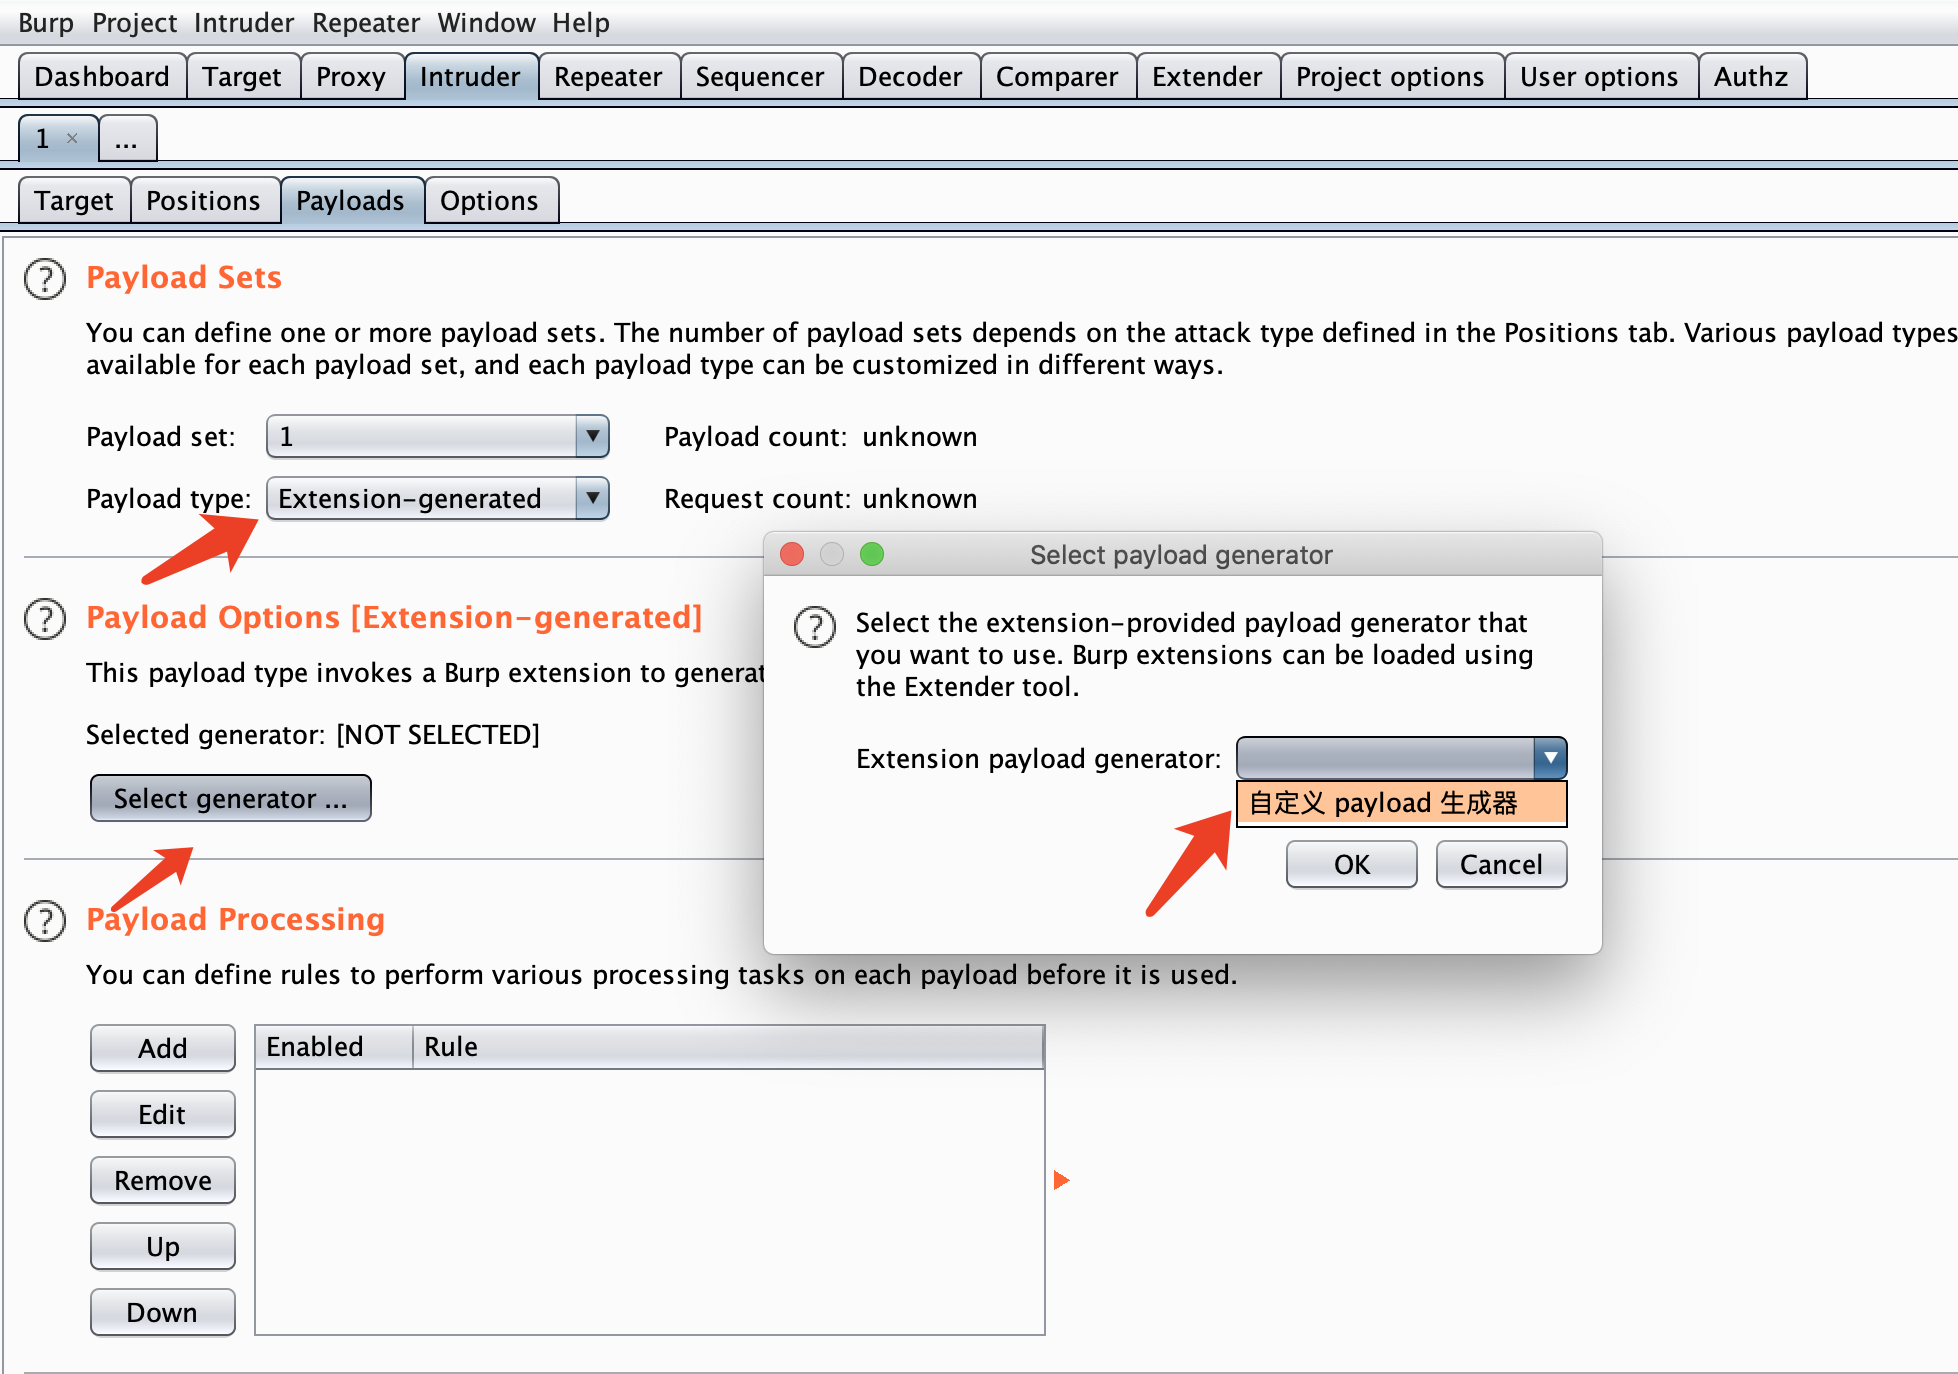 Burp Project Intruder Repeater Window Help
Dashboard Target Proxy Intruder Repeater Sequencer Decoder Comparer Extender Project options User options Authz
1 × ...
Target Positions Payloads Options
? Payload Sets
You can define one or more payload sets. The number of payload sets depends on the attack type defined in the Positions tab. Various payload types
available for each payload set, and each payload type can be customized in different ways.
Payload set: 1 Payload count: unknown
Payload type: Extension-generated Request count: unknown
? Payload Options [Extension-generated]
This payload type invokes a Burp extension to generat
Selected generator: [NOT SELECTED]
Select generator ...
Select payload generator
? Select the extension-provided payload generator that
you want to use. Burp extensions can be loaded using
the Extender tool.
Extension payload generator:
自定义 payload 生成器
OK Cancel
? Payload Processing
You can define rules to perform various processing tasks on each payload before it is used.
Add Enabled Rule
Edit
Remove
Up
Down